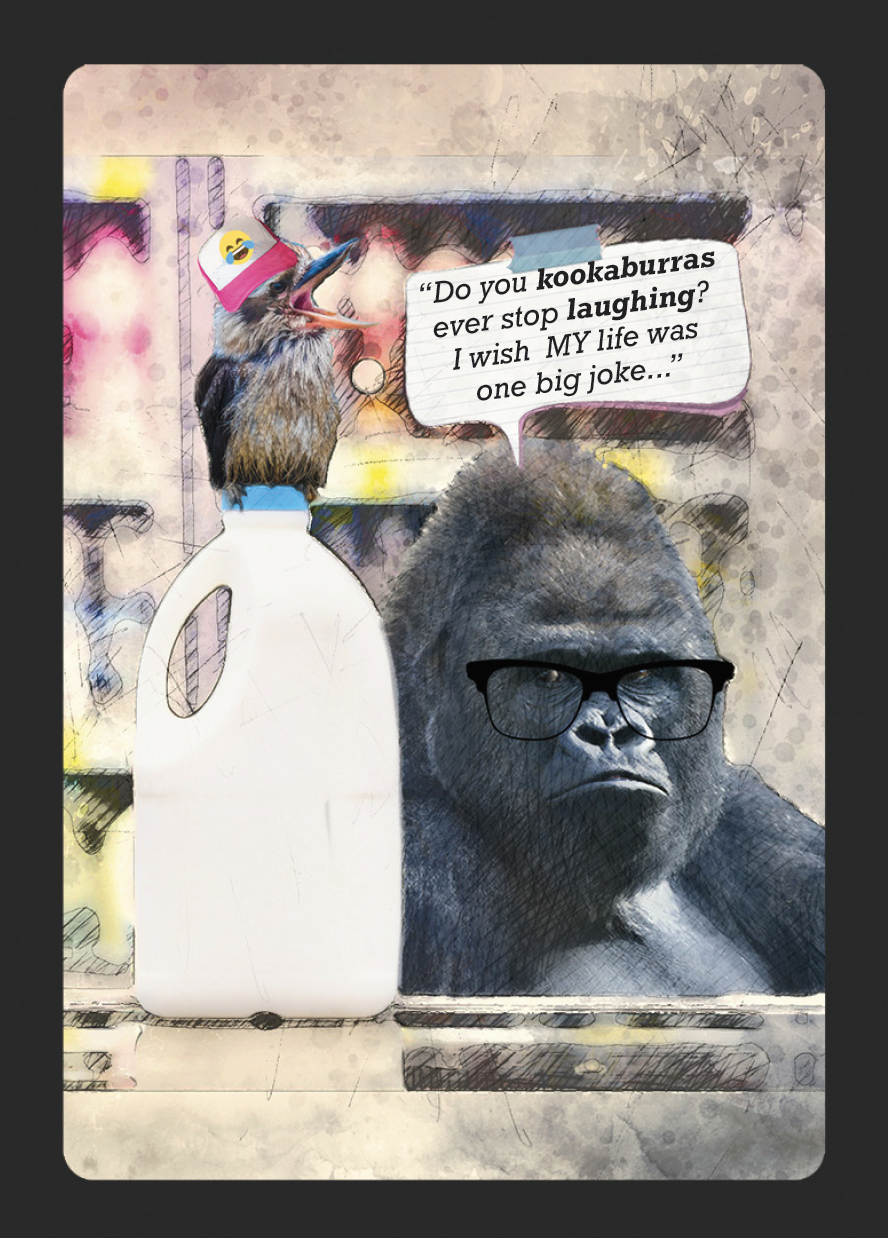 “Do you kookaburras
ever stop laughing?
I wish MY life was
one big joke...”